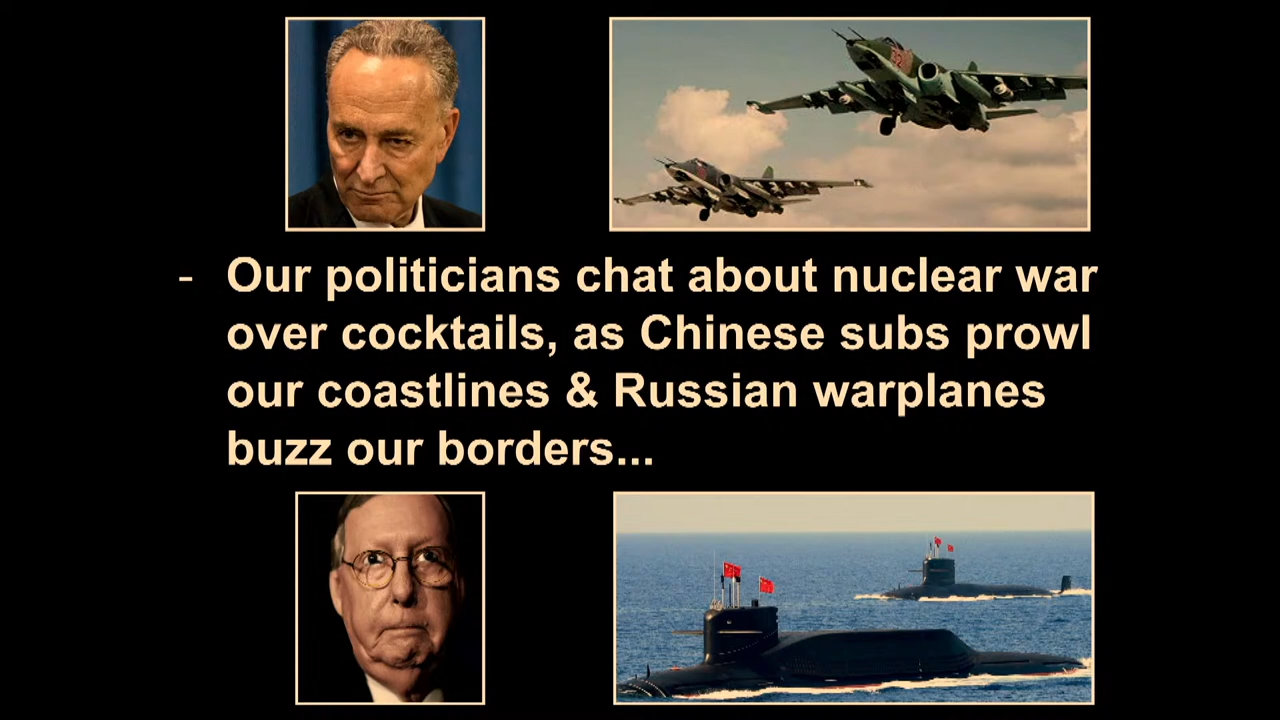 - Our politicians chat about nuclear war
over cocktails, as Chinese subs prowl
our coastlines & Russian warplanes
buzz our borders...